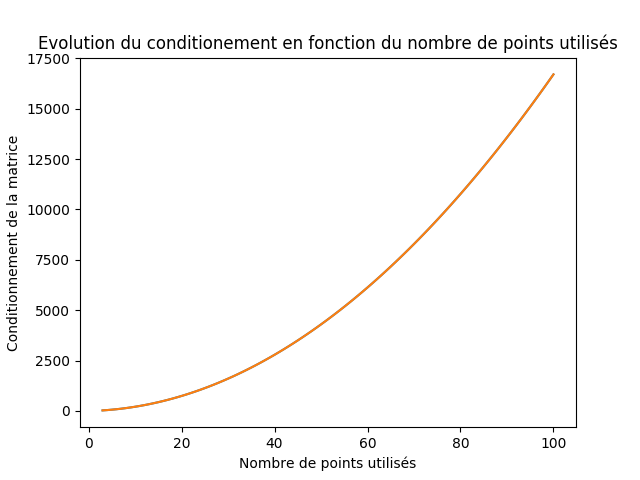 Evolution du conditionement en fonction du nombre de points utilisés
17500
15000
12500
10000
7500
5000
2500
0
Conditionnement de la matrice
0 20 40 60 80 100
Nombre de points utilisés